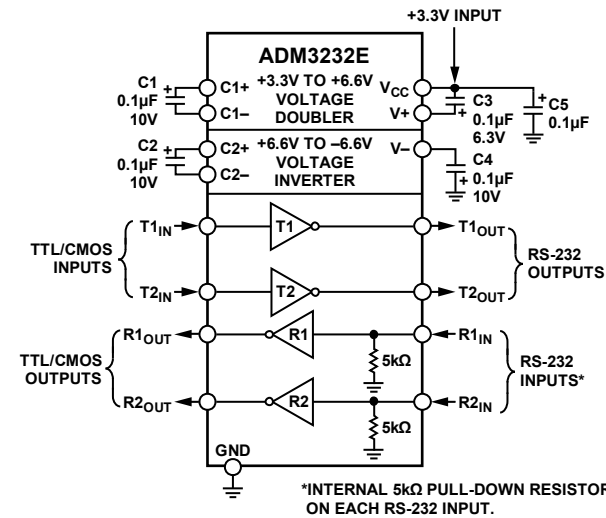 +3.3V INPUT
ADM3232E
C1
0.1µF
10V
+
C1+
C1–
+3.3V TO +6.6V
VOLTAGE
DOUBLER
VCC
V+
+
C3
0.1µF
6.3V
+
C5
0.1µF
C2
0.1µF
10V
+
C2+
C2–
+6.6V TO –6.6V
VOLTAGE
INVERTER
V–
+
C4
0.1µF
10V
TTL/CMOS
INPUTS
T1IN
T1
T1OUT
T2IN
T2
T2OUT
RS-232
OUTPUTS
TTL/CMOS
OUTPUTS
R1OUT
R1
5kΩ
R1IN
R2OUT
R2
5kΩ
R2IN
RS-232
INPUTS*
GND
*INTERNAL 5kΩ PULL-DOWN RESISTOR
ON EACH RS-232 INPUT.